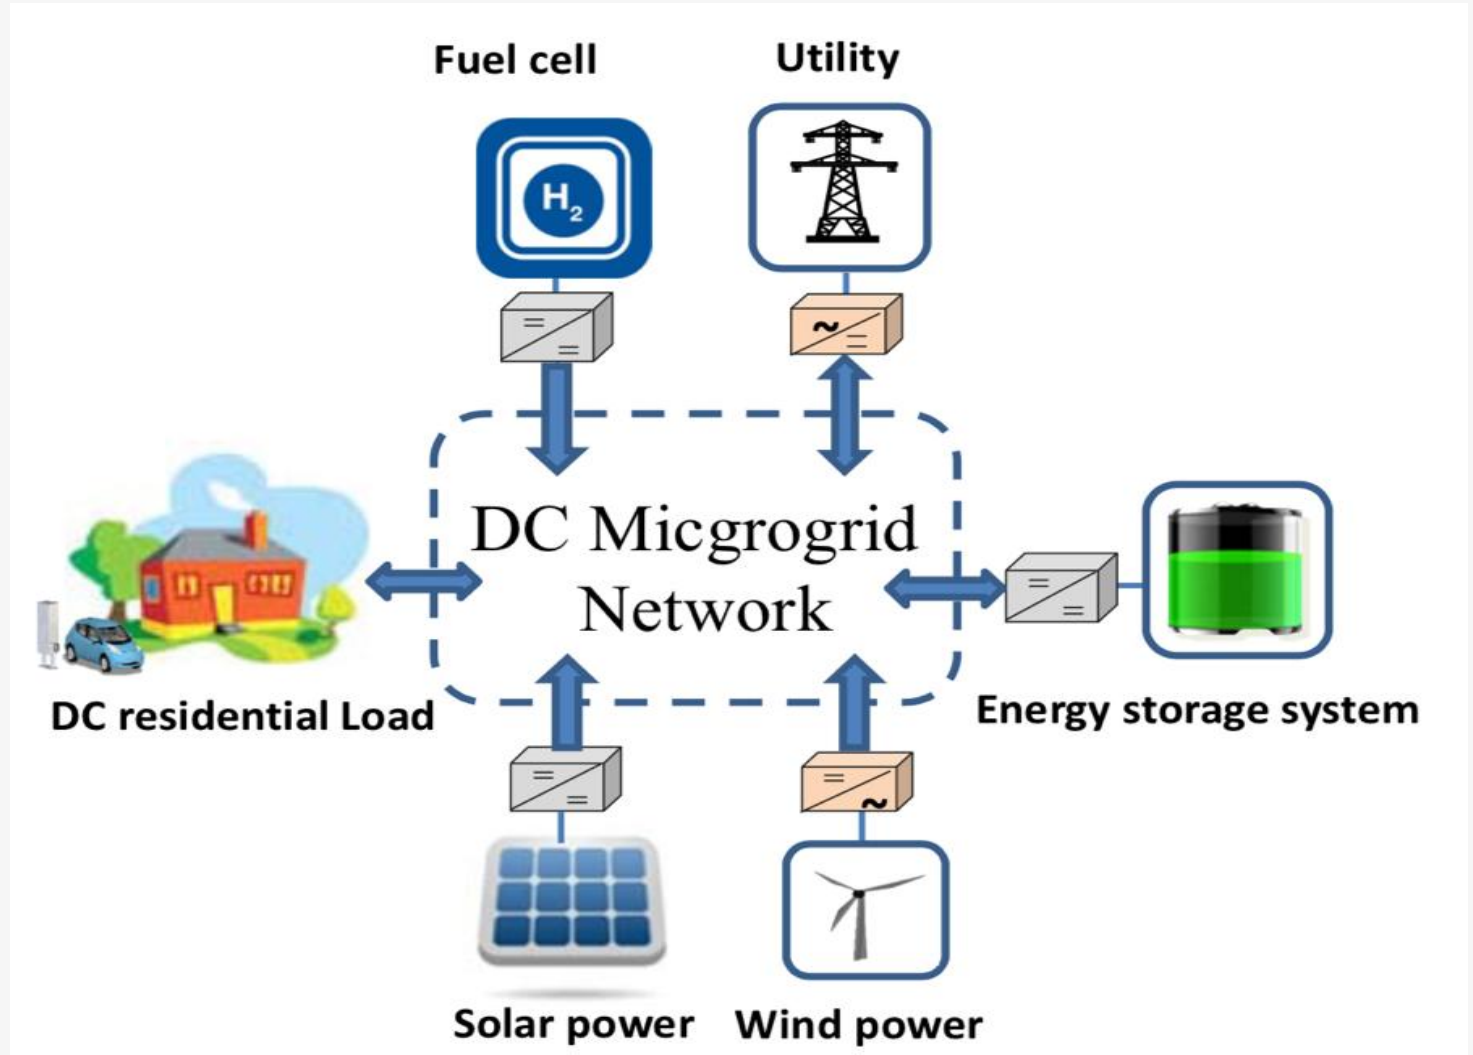 Fuel cell
Utility
H2
~
=
=
=
DC Micgrogrid
Network
=
=
DC residential Load
Energy storage system
=
=
=
~
Solar power
Wind power